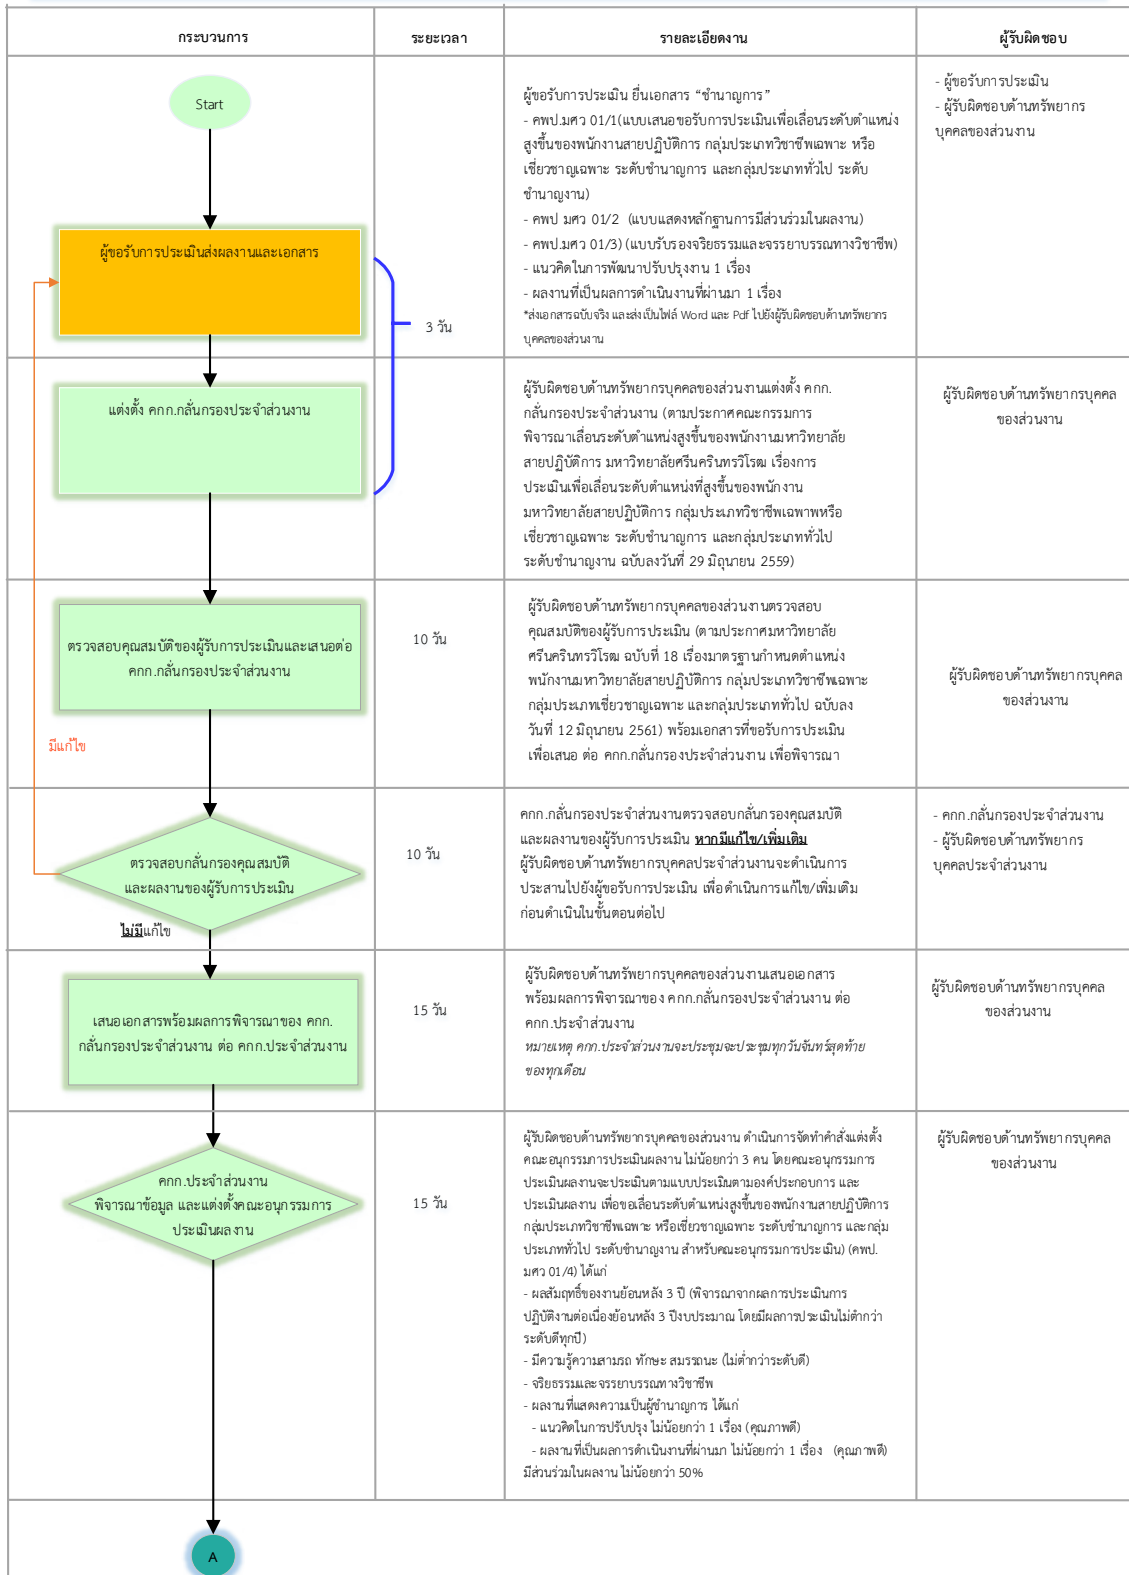 กระบวนการ
ระยะเวลา
รายละเอียดงาน
ผู้รับผิดชอบ
Start
ผู้ขอรับการประเมิน ยื่นเอกสาร “ชำนาญการ”
- คพป.มศว 01/1(แบบเสนอขอรับการประเมินเพื่อเลื่อนระดับตำแหน่ง
สูงขึ้นของพนักงานสายปฏิบัติการ กลุ่มประเภทวิชาชีพเฉพาะ หรือ
เชี่ยวชาญเฉพาะ ระดับชำนาญการ และกลุ่มประเภททั่วไป ระดับ
ชำนาญงาน)
- คพป มศว 01/2 (แบบแสดงหลักฐานการมีส่วนร่วมในผลงาน)
- คพป.มศว 01/3) (แบบรับรองจริยธรรมและจรรยาบรรณทางวิชาชีพ)
- แนวคิดในการพัฒนาปรับปรุงงาน 1 เรื่อง
- ผลงานที่เป็นผลการดำเนินงานที่ผ่านมา 1 เรื่อง
*ส่งเอกสารฉบับจริง และส่งเป็นไฟล์ Word และ Pdf ไปยังผู้รับผิดชอบด้านทรัพยากร
บุคคลของส่วนงาน
- ผู้ขอรับการประเมิน
- ผู้รับผิดชอบด้านทรัพยากร
บุคคลของส่วนงาน
ผู้ขอรับการประเมินส่งผลงานและเอกสาร
3 วัน
แต่งตั้ง คกก.กลั่นกรองประจำส่วนงาน
ผู้รับผิดชอบด้านทรัพยากรบุคคลของส่วนงานแต่งตั้ง คกก.
กลั่นกรองประจำส่วนงาน (ตามประกาศคณะกรรมการ
พิจารณาเลื่อนระดับตำแหน่งสูงขึ้นของพนักงานมหาวิทยาลัย
สายปฏิบัติการ มหาวิทยาลัยศรีนครินทรวิโรฒ เรื่องการ
ประเมินเพื่อเลื่อนระดับตำแหน่งที่สูงขึ้นของพนักงาน
มหาวิทยาลัยสายปฏิบัติการ กลุ่มประเภทวิชาชีพเฉพาพหรือ
เชี่ยวชาญเฉพาะ ระดับชำนาญการ และกลุ่มประเภททั่วไป
ระดับชำนาญงาน ฉบับลงวันที่ 29 มิถุนายน 2559)
ผู้รับผิดชอบด้านทรัพยากรบุคคล
ของส่วนงาน
ตรวจสอบคุณสมบัติของผู้รับการประเมินและเสนอต่อ
คกก.กลั่นกรองประจำส่วนงาน
10 วัน
ผู้รับผิดชอบด้านทรัพยากรบุคคลของส่วนงานตรวจสอบ
คุณสมบัติของผู้รับการประเมิน (ตามประกาศมหาวิทยาลัย
ศรีนครินทรวิโรฒ ฉบับที่ 18 เรื่องมาตรฐานกำหนดตำแหน่ง
พนักงานมหาวิทยาลัยสายปฏิบัติการ กลุ่มประเภทวิชาชีพเฉพาะ
กลุ่มประเภทเชี่ยวชาญเฉพาะ และกลุ่มประเภททั่วไป ฉบับลง
วันที่ 12 มิถุนายน 2561) พร้อมเอกสารที่ขอรับการประเมิน
เพื่อเสนอ ต่อ คกก.กลั่นกรองประจำส่วนงาน เพื่อพิจารณา
ผู้รับผิดชอบด้านทรัพยากรบุคคล
ของส่วนงาน
มีแก้ไข
ตรวจสอบกลั่นกรองคุณสมบัติ
และผลงานของผู้รับการประเมิน
ไม่มีแก้ไข
10 วัน
คกก.กลั่นกรองประจำส่วนงานตรวจสอบกลั่นกรองคุณสมบัติ
และผลงานของผู้รับการประเมิน หากมีแก้ไข/เพิ่มเติม
ผู้รับผิดชอบด้านทรัพยากรบุคคลประจำส่วนงานจะดำเนินการ
ประสานไปยังผู้ขอรับการประเมิน เพื่อดำเนินการแก้ไข/เพิ่มเติม
ก่อนดำเนินในขั้นตอนต่อไป
- คกก.กลั่นกรองประจำส่วนงาน
- ผู้รับผิดชอบด้านทรัพยากร
บุคคลประจำส่วนงาน
เสนอเอกสารพร้อมผลการพิจารณาของ คกก.
กลั่นกรองประจำส่วนงาน ต่อ คกก.ประจำส่วนงาน
15 วัน
ผู้รับผิดชอบด้านทรัพยากรบุคคลของส่วนงานเสนอเอกสาร
พร้อมผลการพิจารณาของ คกก.กลั่นกรองประจำส่วนงาน ต่อ
คกก.ประจำส่วนงาน
หมายเหตุ คกก.ประจำส่วนงานจะประชุมจะประชุมทุกวันจันทร์สุดท้าย
ของทุกเดือน
ผู้รับผิดชอบด้านทรัพยากรบุคคล
ของส่วนงาน
คกก.ประจำส่วนงาน
พิจารณาข้อมูล และแต่งตั้งคณะอนุกรรมการ
ประเมินผลงาน
15 วัน
ผู้รับผิดชอบด้านทรัพยากรบุคคลของส่วนงาน ดำเนินการจัดทำคำสั่งแต่งตั้ง
คณะอนุกรรมการประเมินผลงาน ไม่น้อยกว่า 3 คน โดยคณะอนุกรรมการ
ประเมินผลงานจะประเมินตามแบบประเมินตามองค์ประกอบการ และ
ประเมินผลงาน เพื่อขอเลื่อนระดับตำแหน่งสูงขึ้นของพนักงานสายปฏิบัติการ
กลุ่มประเภทวิชาชีพเฉพาะ หรือเชี่ยวชาญเฉพาะ ระดับชำนาญการ และกลุ่ม
ประเภททั่วไป ระดับชำนาญงาน สำหรับคณะอนุกรรมการประเมิน) (คพป.
มศว 01/4) ได้แก่
- ผลสัมฤทธิ์ของงานย้อนหลัง 3 ปี (พิจารณาจากผลการประเมินการ
ปฏิบัติงานต่อเนื่องย้อนหลัง 3 ปีงบประมาณ โดยมีผลการประเมินไม่ต่ำกว่า
ระดับดีทุกปี)
- มีความรู้ความสามรถ ทักษะ สมรรถนะ (ไม่ต่ำกว่าระดับดี)
- จริยธรรมและจรรยาบรรณทางวิชาชีพ
- ผลงานที่แสดงความเป็นผู้ชำนาญการ ได้แก่
- แนวคิดในการปรับปรุง ไม่น้อยกว่า 1 เรื่อง (คุณภาพดี)
- ผลงานที่เป็นผลการดำเนินงานที่ผ่านมา ไม่น้อยกว่า 1 เรื่อง (คุณภาพดี)
มีส่วนร่วมในผลงาน ไม่น้อยกว่า 50%
ผู้รับผิดชอบด้านทรัพยากรบุคคล
ของส่วนงาน
A